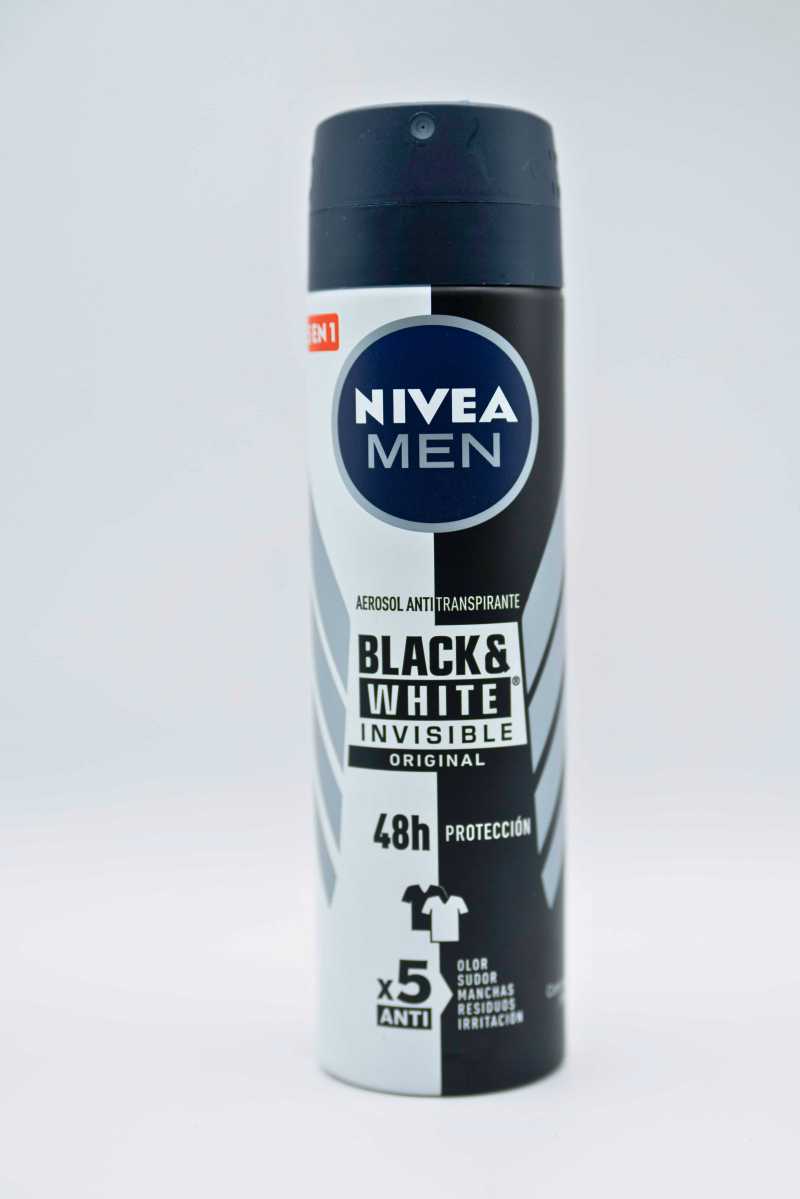 EN 1
NIVEA
MEN
AEROSOL ANTITRANSPIRANTE
BLACK&
WHITE®
INVISIBLE
ORIGINAL
48h PROTECCIÓN
x5
ANTI
OLOR
SUDOR
MANCHAS
RESIDUOS
IRRITACIÓN